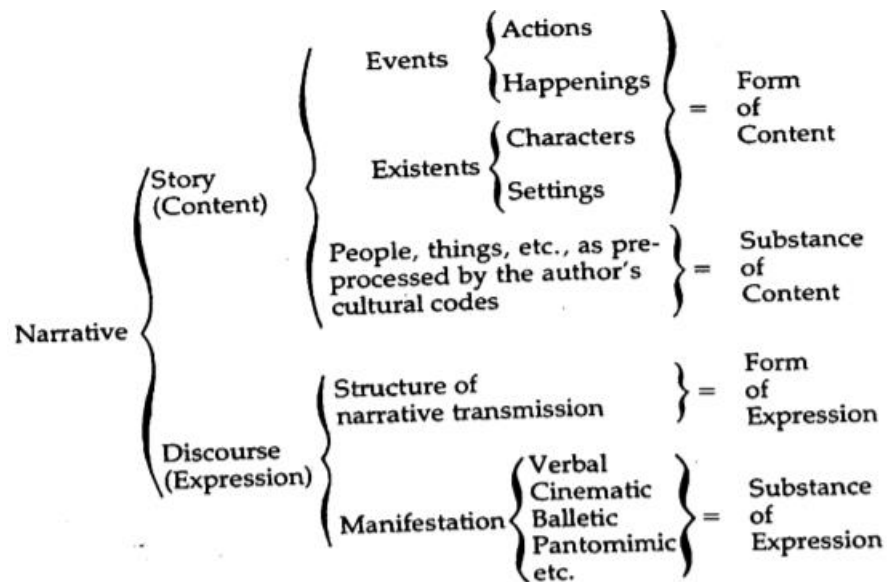 Actions
Events
Happenings
= Form of Content
Characters
Existents
Settings
Story
(Content)
People, things, etc., as pre-
processed by the author's
cultural codes
= Substance of Content
Narrative
Structure of
narrative transmission
= Form of Expression
Discourse
(Expression)
Manifestation
Verbal
Cinematic
Balletic
Pantomimic
etc.
= Substance of Expression